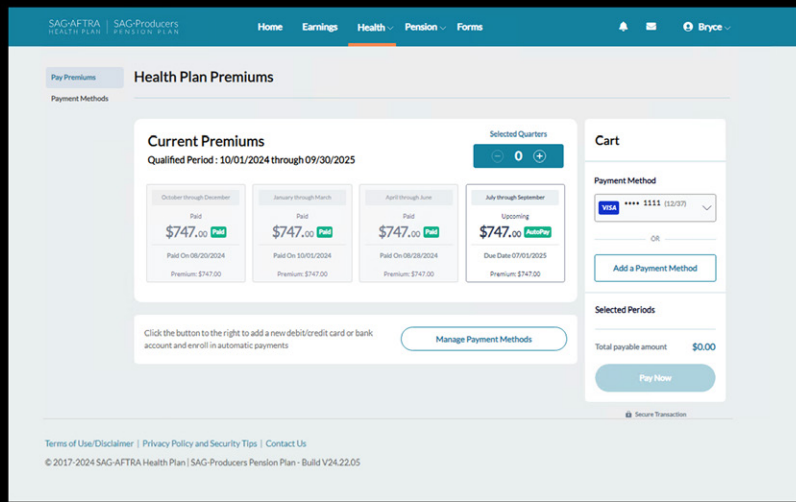 SAG-AFTRA | SAG-Producers
HEALTH PLAN | PENSION PLAN
Home Earnings Health Pension Forms
Bryce
Pay Premiums
Payment Methods
Health Plan Premiums
Current Premiums
Qualified Period : 10/01/2024 through 09/30/2025
Selected Quarters
0
October through December
Paid
$747.00 Paid
Paid On 08/20/2024
Premium: $747.00
January through March
Paid
$747.00 Paid
Paid On 10/01/2024
Premium: $747.00
April through June
Paid
$747.00 Paid
Paid On 08/28/2024
Premium: $747.00
July through September
Upcoming
$747.00 AutoPay
Due Date 07/01/2025
Premium: $747.00
Click the button to the right to add a new debit/credit card or bank
account and enroll in automatic payments
Manage Payment Methods
Cart
Payment Method
VISA **** 1111 (12/37)
OR
Add a Payment Method
Selected Periods
Total payable amount $0.00
Pay Now
Secure Transaction
Terms of Use/Disclaimer | Privacy Policy and Security Tips | Contact Us
© 2017-2024 SAG-AFTRA Health Plan | SAG-Producers Pension Plan - Build V24.22.05